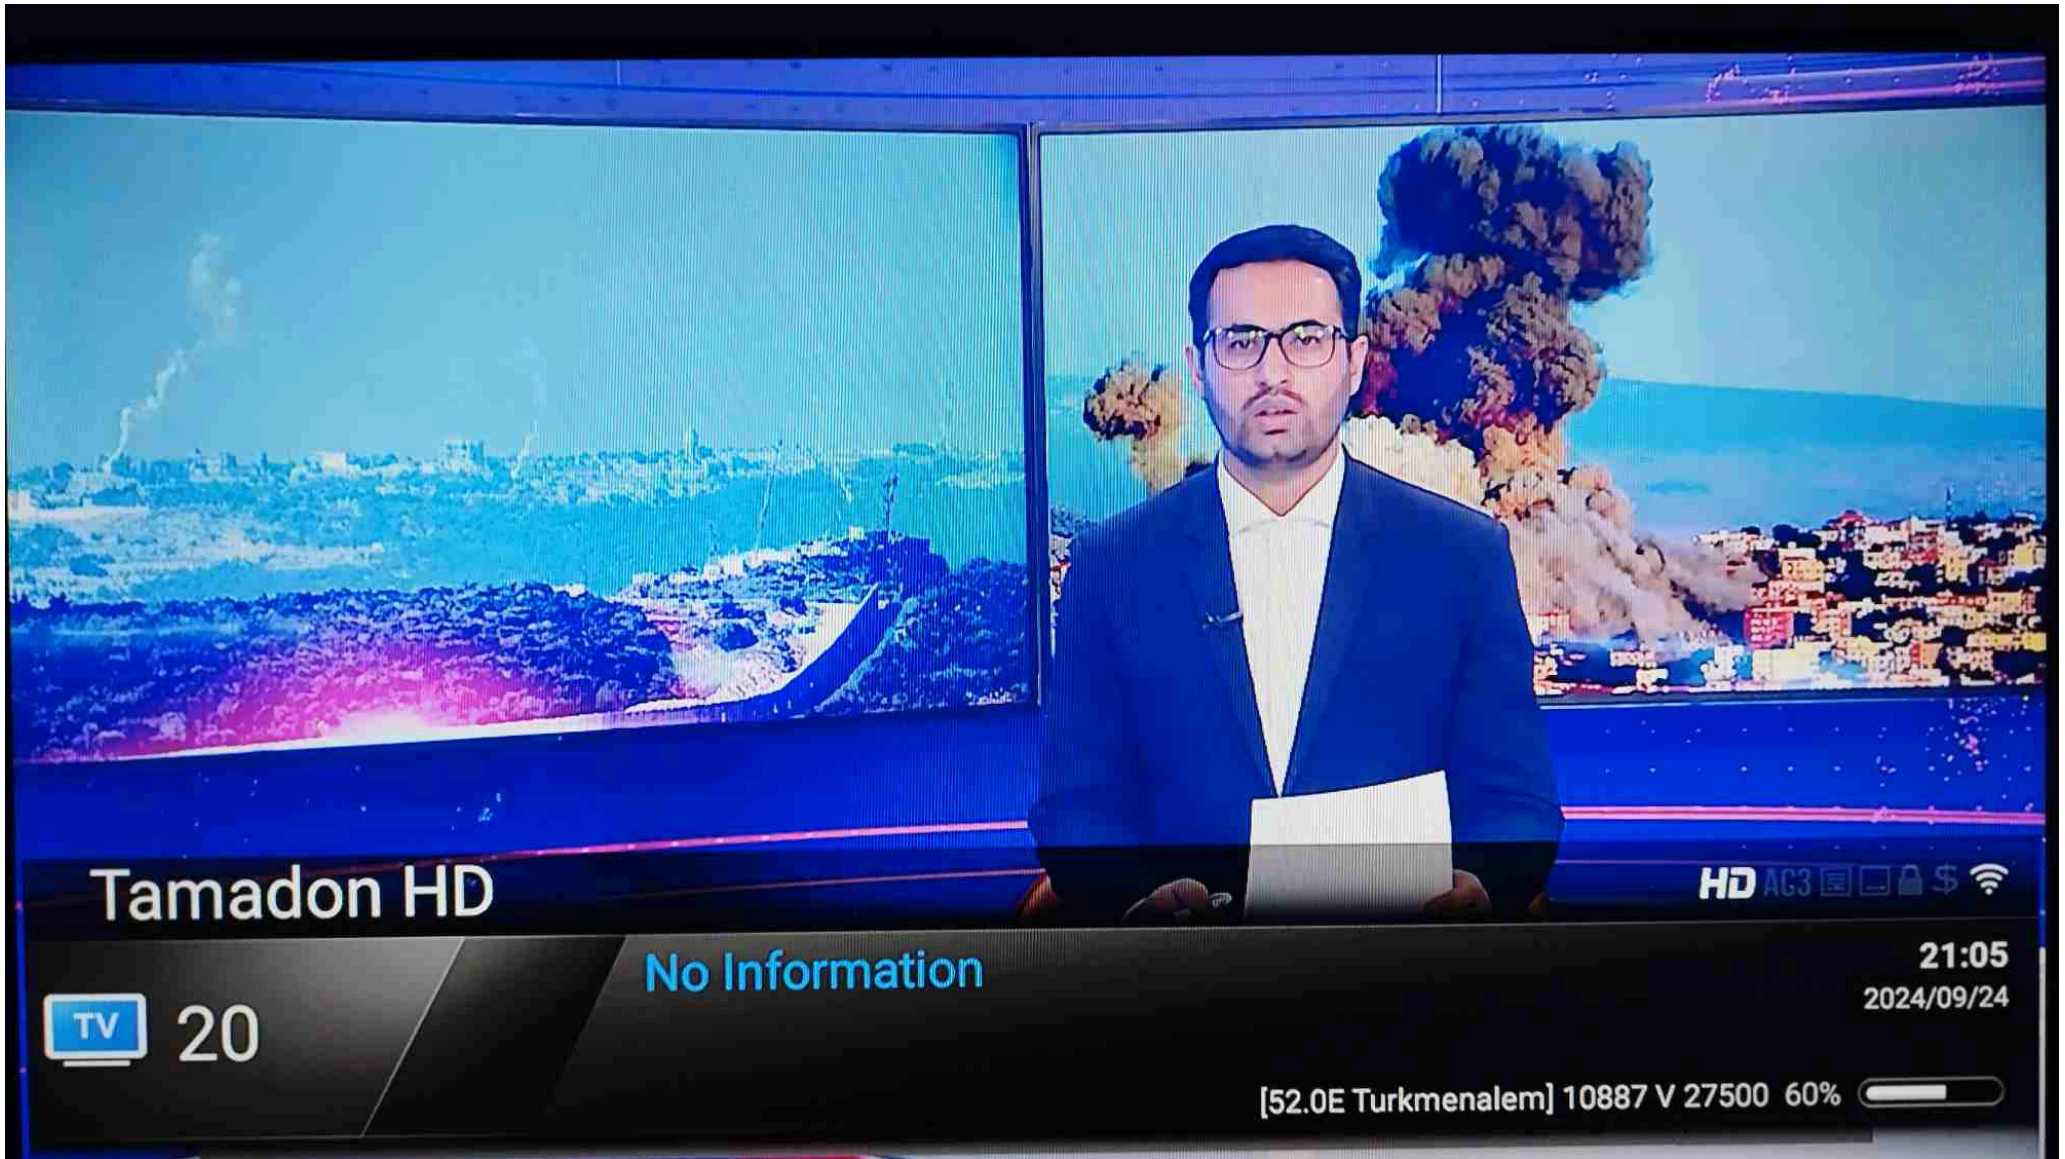 Tamadon HD
HD AC3 $
No Information
21:05
2024/09/24
TV 20
[52.0E Turkmenalem] 10887 V 27500 60%